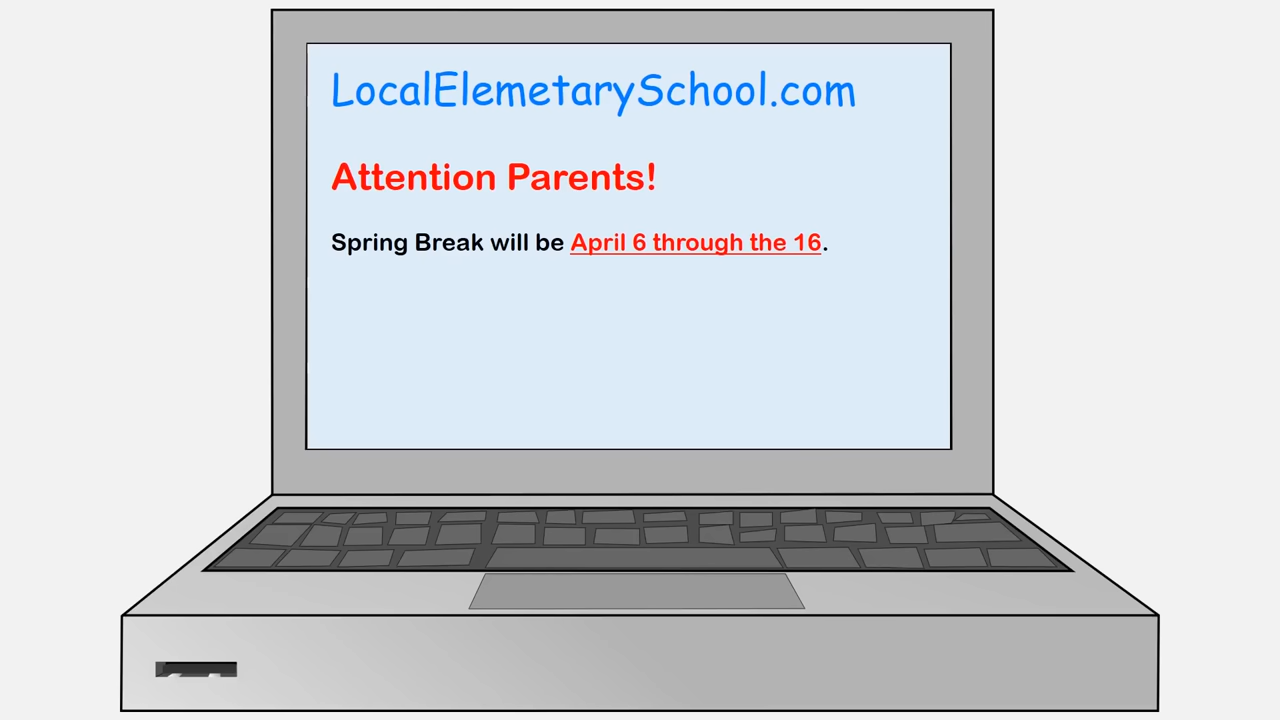 LocalElemetarySchool.com
Attention Parents!
Spring Break will be April 6 through the 16.